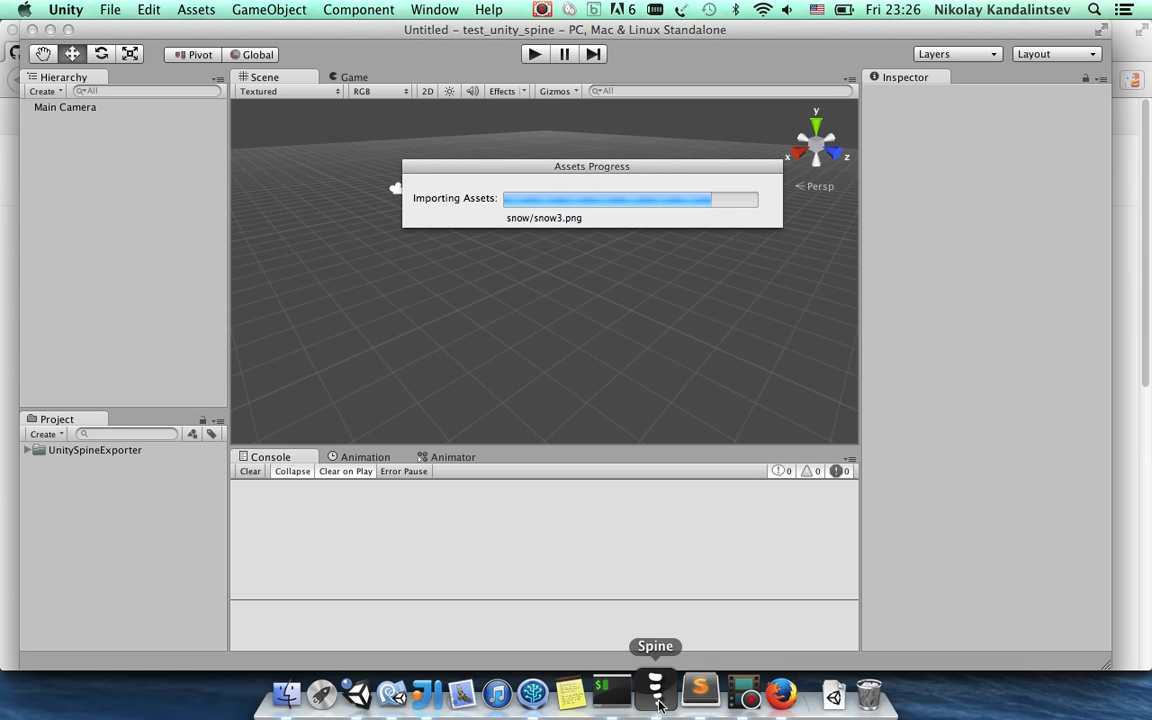 Unity File Edit Assets GameObject Component Window Help 6 Fri 23:26 Nikolay Kandalintsev
Untitled - test_unity_spine - PC, Mac & Linux Standalone
Pivot Global Layers Layout
Hierarchy Scene Game Inspector
Create All Textured RGB 2D Effects Gizmos All
Main Camera
y
x z
Persp
Assets Progress
Importing Assets:
snow/snow3.png
Project
Create
UnitySpineExporter
Console Animation Animator
Clear Collapse Clear on Play Error Pause 0 0 0
Spine
$
S